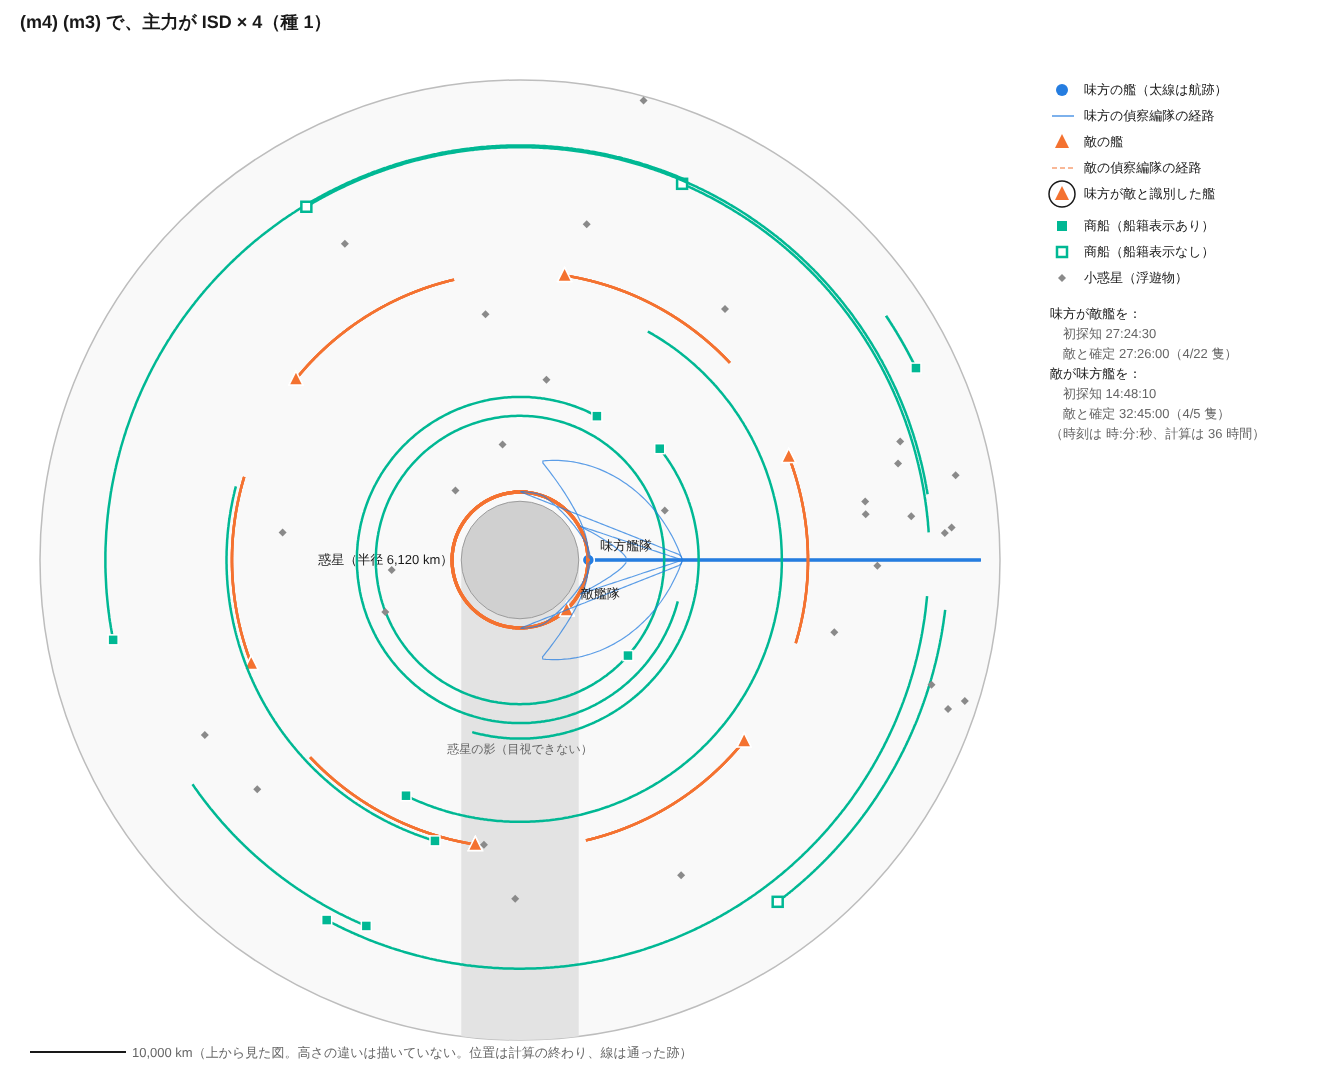 (m4) (m3) で、主力が ISD × 4（種 1）
味方の艦（太線は航跡）
味方の偵察編隊の経路
敵の艦
敵の偵察編隊の経路
味方が敵と識別した艦
商船（船籍表示あり）
商船（船籍表示なし）
小惑星（浮遊物）
味方が敵艦を：
初探知 27:24:30
敵と確定 27:26:00（4/22 隻）
敵が味方艦を：
初探知 14:48:10
敵と確定 32:45:00（4/5 隻）
（時刻は 時:分:秒、計算は 36 時間）
味方艦隊
惑星（半径 6,120 km）
敵艦隊
惑星の影（目視できない）
10,000 km（上から見た図。高さの違いは描いていない。位置は計算の終わり、線は通った跡）